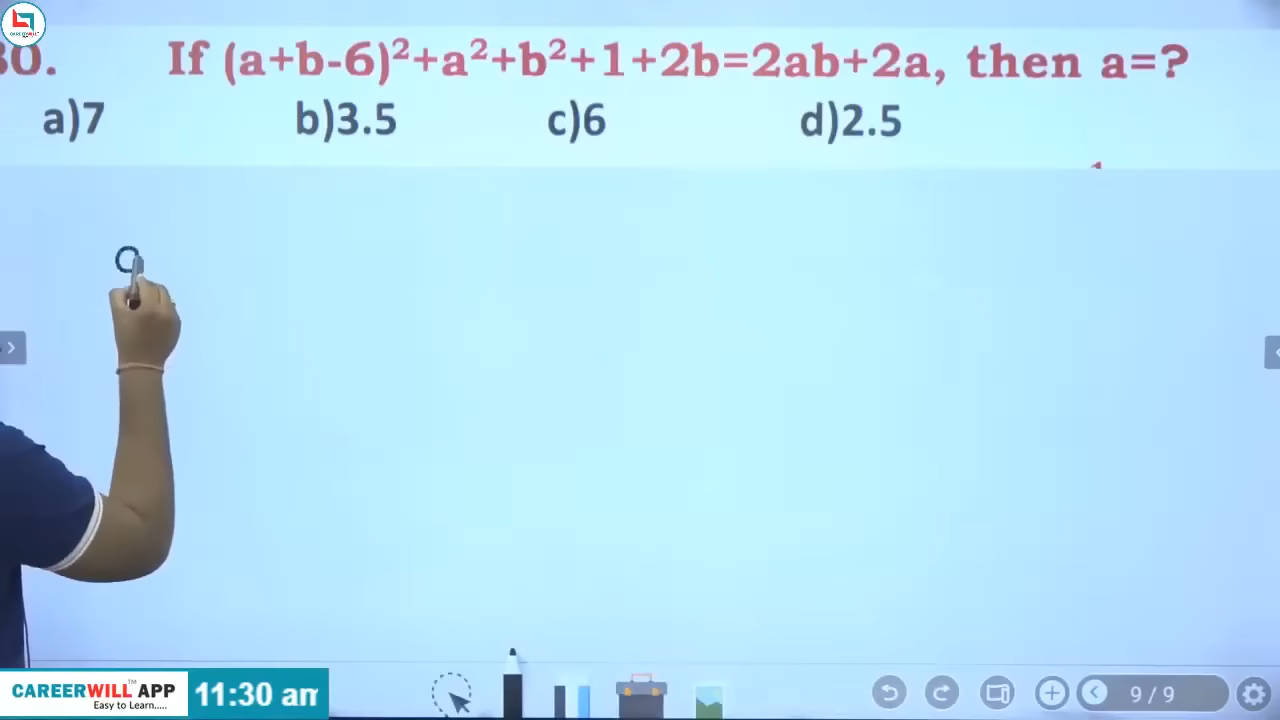 CAREERWILL
30. If (a+b-6)²+a²+b²+1+2b=2ab+2a, then a=?
a)7 b)3.5 c)6 d)2.5
CAREERWILL™APP
Easy to Learn.....
11:30 am
9 / 9